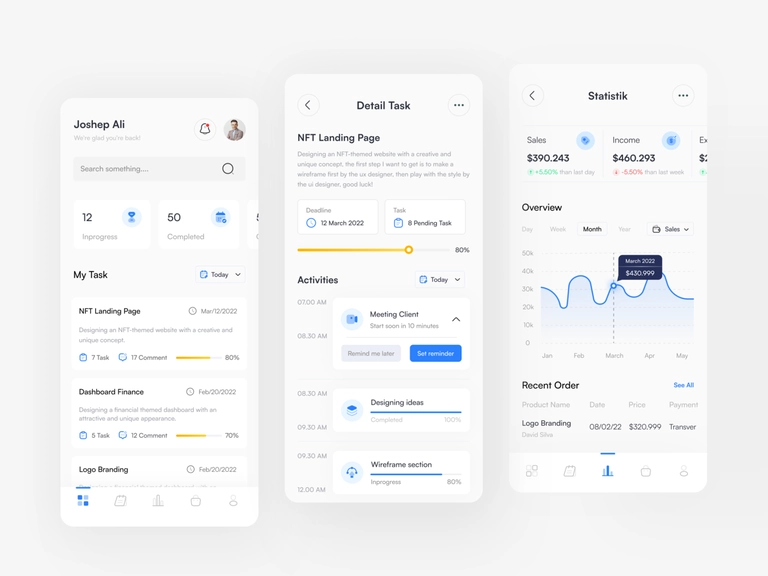 Joshep Ali
We're glad you're back!
Search something....
12
Inprogress
50
Completed
My Task
Today
NFT Landing Page
Mar/12/2022
Designing an NFT-themed website with a creative and
unique concept.
7 Task
17 Comment
80%
Dashboard Finance
Feb/20/2022
Designing a financial themed dashboard with an
attractive and unique appearance.
5 Task
12 Comment
70%
Logo Branding
Feb/20/2022
Detail Task
NFT Landing Page
Designing an NFT-themed website with a creative and
unique concept, the first step I want to get is to make a
wireframe first by the ux designer, then play with the style by
the ui designer, good luck!
Deadline
12 March 2022
Task
8 Pending Task
80%
Activities
Today
07.00 AM
08.30 AM
Meeting Client
Start soon in 10 minutes
Remind me later
Set reminder
08.30 AM
09.30 AM
Designing ideas
Completed
100%
09.30 AM
12.00 AM
Wireframe section
Inprogress
80%
Statistik
Sales
$390.243
+5.50% than last day
Income
$460.293
-5.50% than last week
Ex
$2
Overview
Day
Week
Month
Year
Sales
50k
40k
30k
20k
10k
0
March 2022
$430.999
Jan
Feb
March
Apr
May
Recent Order
See All
Product Name
Date
Price
Payment
Logo Branding
David Silva
08/02/22
$320.999
Transver